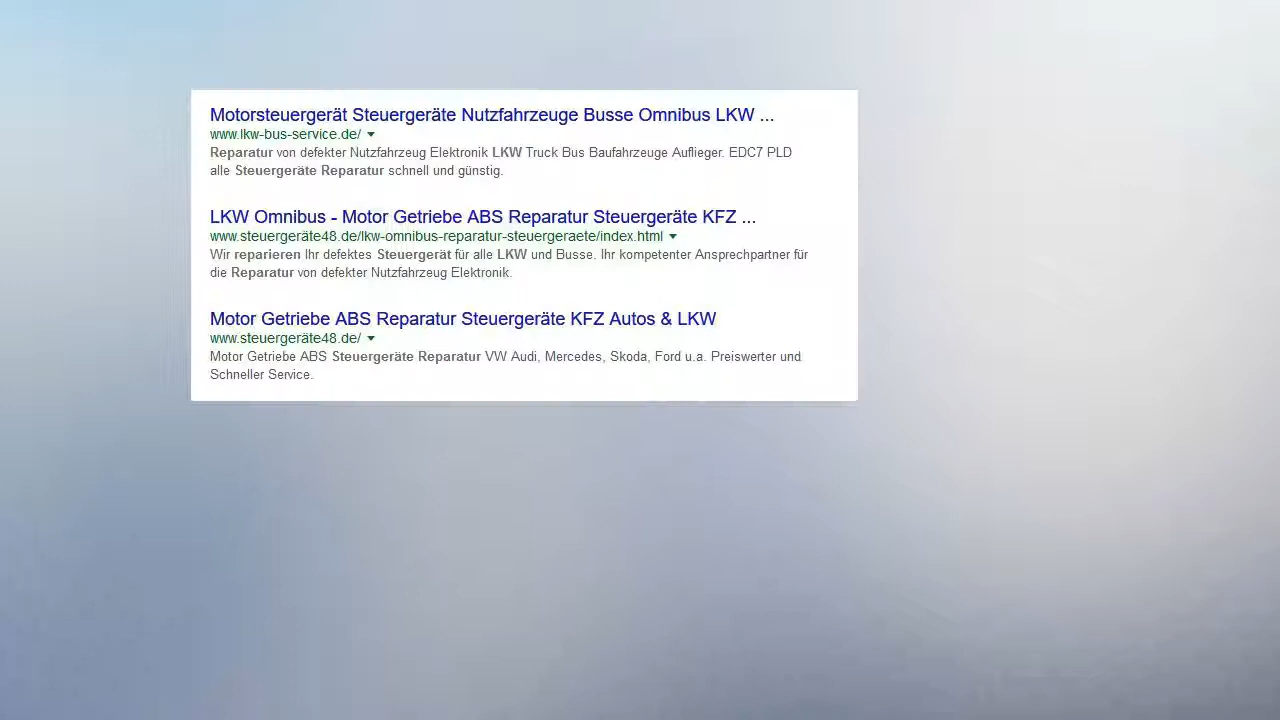 Motorsteuergerät Steuergeräte Nutzfahrzeuge Busse Omnibus LKW ...
www.lkw-bus-service.de/
Reparatur von defekter Nutzfahrzeug Elektronik LKW Truck Bus Baufahrzeuge Auflieger. EDC7 PLD
alle Steuergeräte Reparatur schnell und günstig.
LKW Omnibus - Motor Getriebe ABS Reparatur Steuergeräte KFZ ...
www.steuergeräte48.de/lkw-omnibus-reparatur-steuergeraete/index.html
Wir reparieren Ihr defektes Steuergerät für alle LKW und Busse. Ihr kompetenter Ansprechpartner für
die Reparatur von defekter Nutzfahrzeug Elektronik.
Motor Getriebe ABS Reparatur Steuergeräte KFZ Autos & LKW
www.steuergeräte48.de/
Motor Getriebe ABS Steuergeräte Reparatur VW Audi, Mercedes, Skoda, Ford u.a. Preiswerter und
Schneller Service.